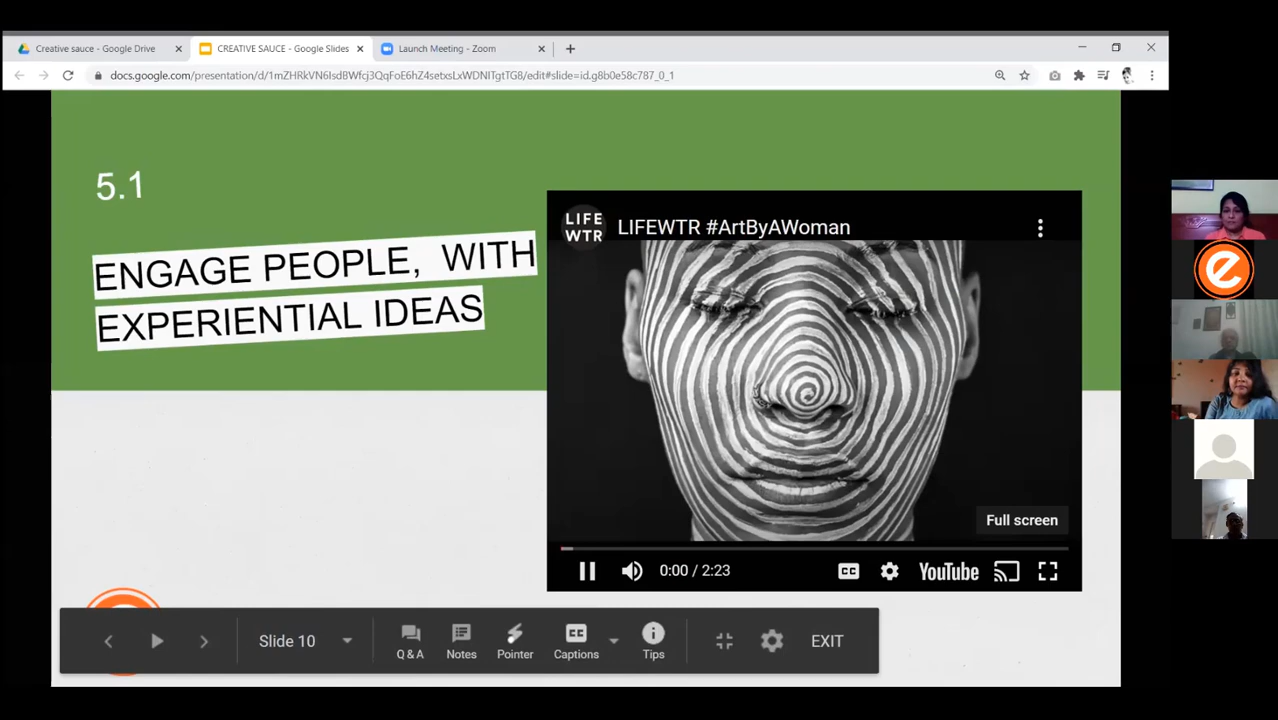 Creative sauce - Google Drive
CREATIVE SAUCE - Google Slides
Launch Meeting - Zoom
docs.google.com/presentation/d/1mZHRkVN6IsdBWfcj3QqFoE6hZ4setxsLxWDNITgtTG8/edit#slide=id.g8b0e58c787_0_1
5.1
ENGAGE PEOPLE, WITH
EXPERIENTIAL IDEAS
LIFE
WTR
LIFEWTR #ArtByAWoman
Full screen
0:00 / 2:23
CC
YouTube
Slide 10
Q & A
Notes
Pointer
CC
Captions
Tips
EXIT